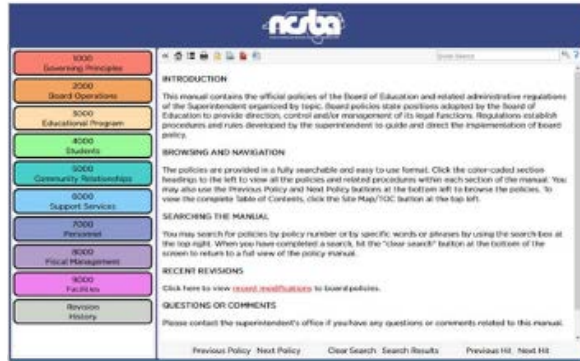 ncsba
1000
Governing Principles
2000
Board Operations
3000
Educational Program
4000
Students
5000
Community Relationships
6000
Support Services
7000
Personnel
8000
Fiscal Management
9000
Facilities
Revision
History
Quick Search
INTRODUCTION
This manual contains the official policies of the Board of Education and related administrative regulations
of the Superintendent organized by topic. Board policies state positions adopted by the Board of
Education to provide direction, control and/or management of its legal functions. Regulations establish
procedures and rules developed by the superintendent to guide and direct the implementation of board
policy.
BROWSING AND NAVIGATION
The policies are provided in a fully searchable and easy to use format. Click the color-coded section
headings to the left to view all the policies and related procedures within each section of the manual. You
may also use the Previous Policy and Next Policy buttons at the bottom left to browse the policies. To
view the complete Table of Contents, click the Site Map/TOC button at the top left.
SEARCHING THE MANUAL
You may search for policies by policy number or by specific words or phrases by using the search box at
the top right. When you have completed a search, hit the "clear search" button at the bottom of the
screen to return to a full view of the policy manual.
RECENT REVISIONS
Click here to view recent modifications to board policies.
QUESTIONS OR COMMENTS
Please contact the superintendent's office if you have any questions or comments related to this manual.
Previous Policy Next Policy Clear Search Search Results Previous Hit Next Hit